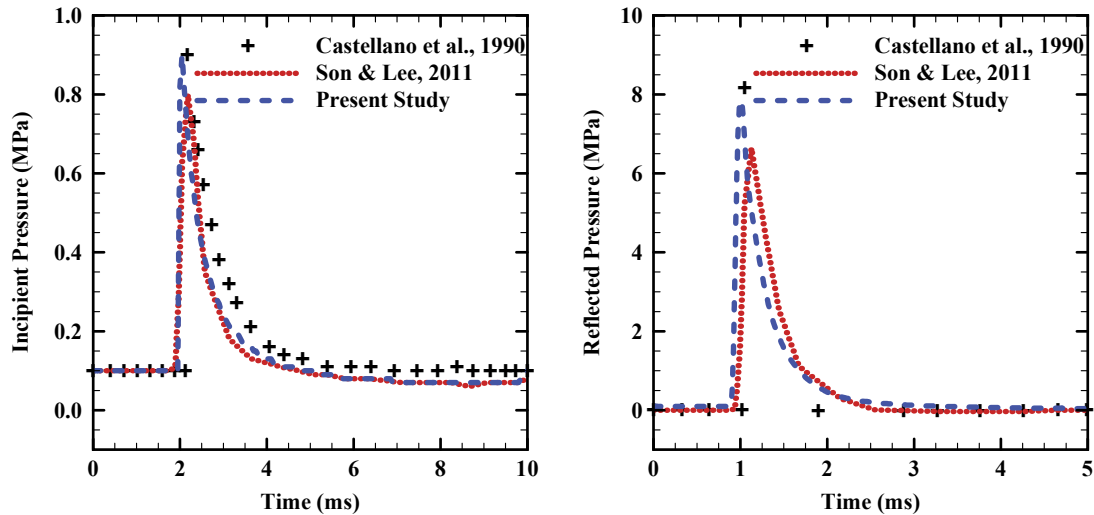 1.0
0.8
0.6
0.4
0.2
0.0
Incipient Pressure (MPa)
Castellano et al., 1990
Son & Lee, 2011
Present Study
0 2 4 6 8 10
Time (ms)
10
8
6
4
2
0
Reflected Pressure (MPa)
Castellano et al., 1990
Son & Lee, 2011
Present Study
0 1 2 3 4 5
Time (ms)